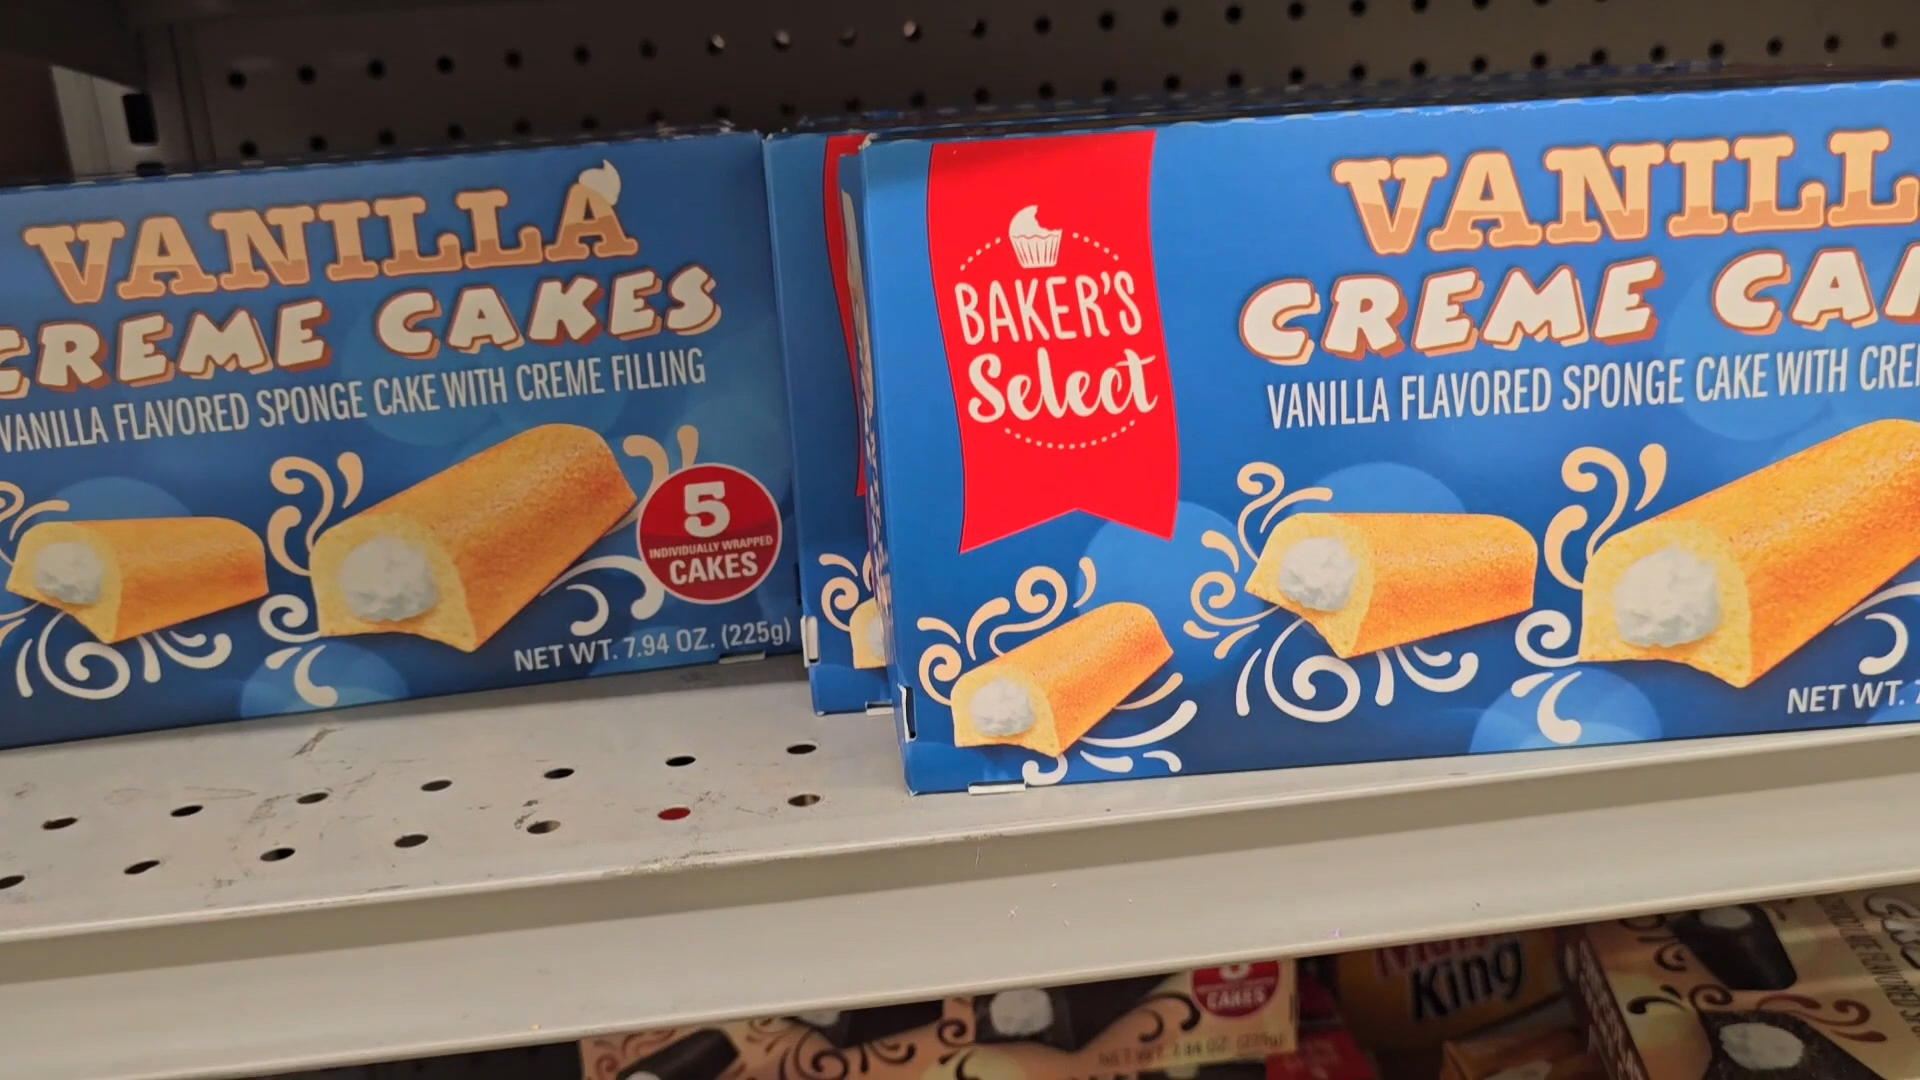 VANILLA
CREME CAKES
VANILLA FLAVORED SPONGE CAKE WITH CREME FILLING
5
INDIVIDUALLY WRAPPED
CAKES
NET WT. 7.94 OZ. (225g)
BAKER'S
Select
VANILL
CREME CA
VANILLA FLAVORED SPONGE CAKE WITH CRE
NET WT. 7
CAKES
King